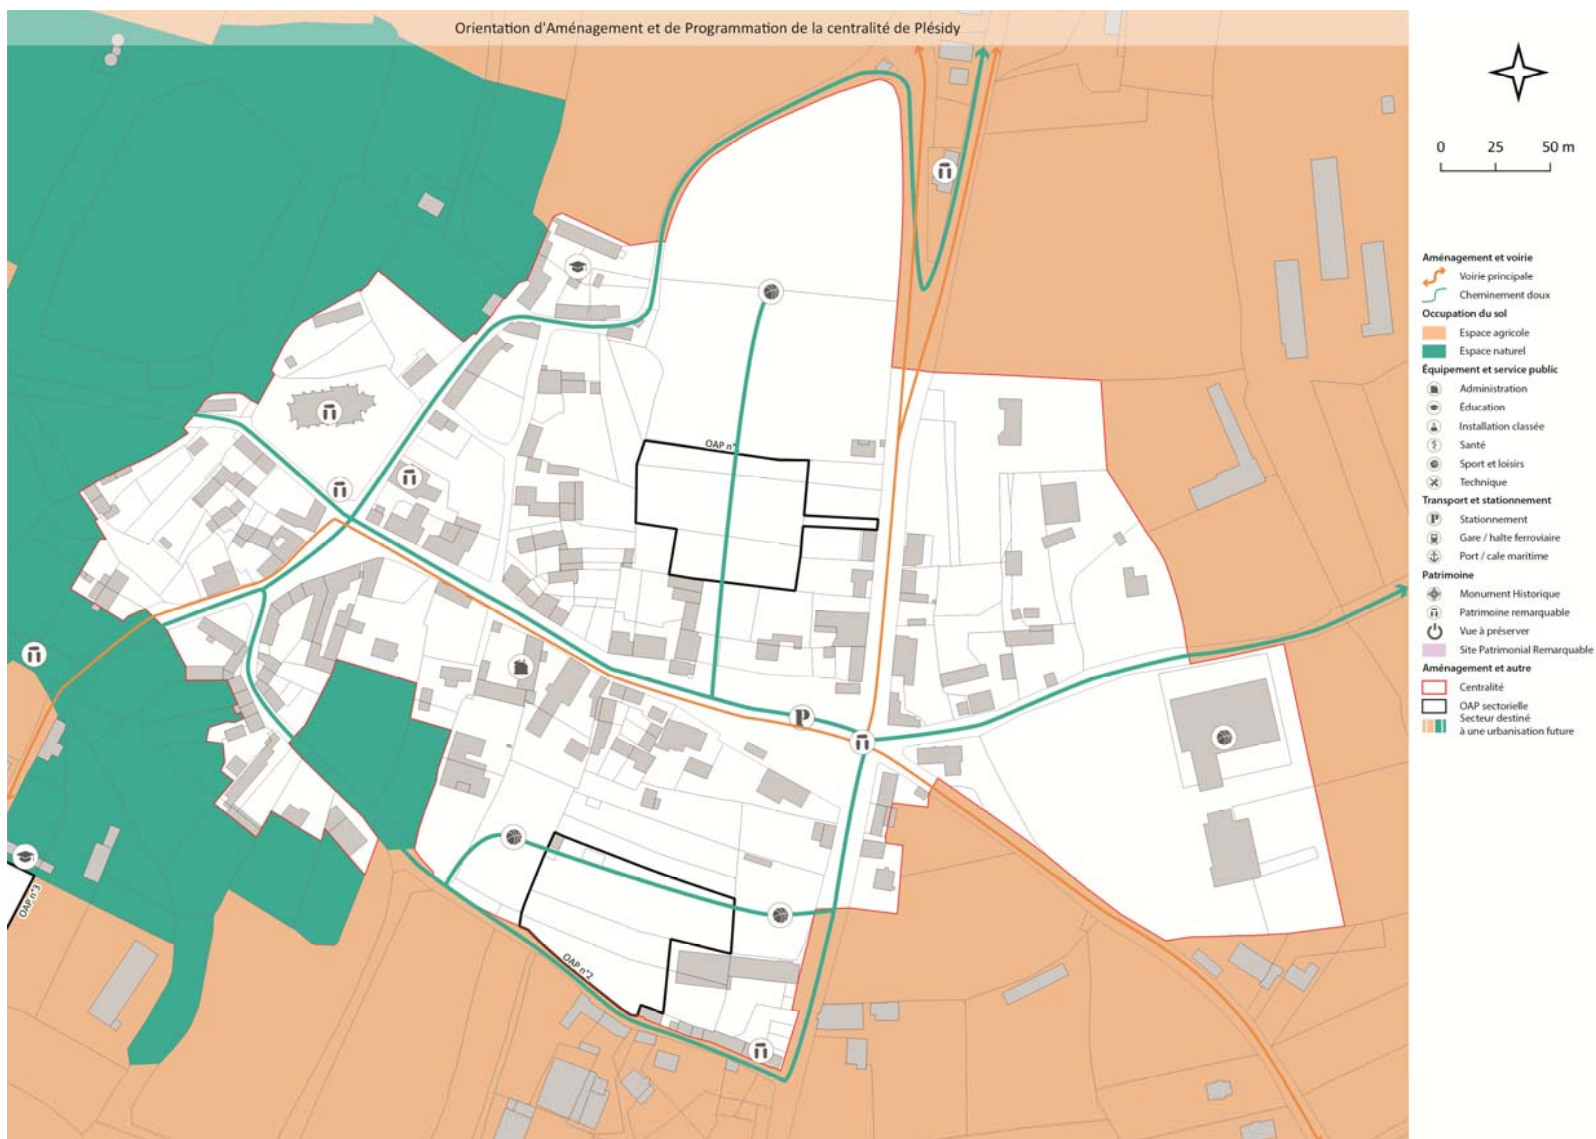 Orientation d'Aménagement et de Programmation de la centralité de Plésidy
0 25 50 m
Aménagement et voirie
Voirie principale
Cheminement doux
Occupation du sol
Espace agricole
Espace naturel
Équipement et service public
Administration
Éducation
Installation classée
Santé
Sport et loisirs
Technique
Transport et stationnement
Stationnement
Gare / halte ferroviaire
Port / cale maritime
Patrimoine
Monument Historique
Patrimoine remarquable
Vue à préserver
Site Patrimonial Remarquable
Aménagement et autre
Centralité
OAP sectorielle
Secteur destiné
à une urbanisation future
OAP n°
OAP n°2
OAP n°3
P